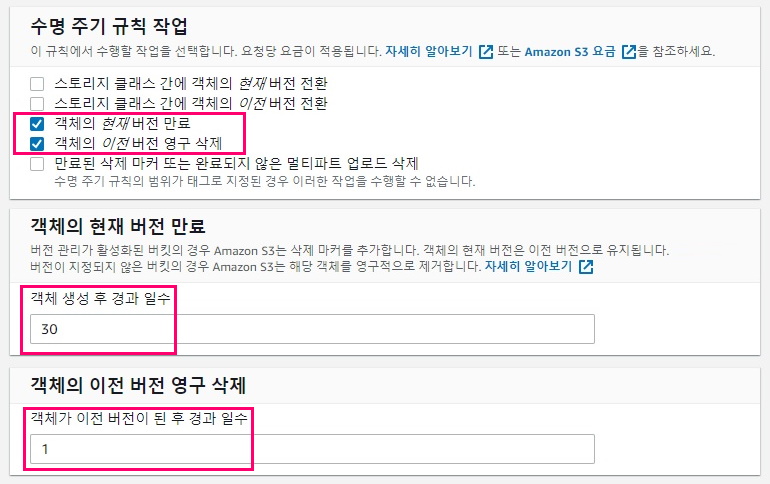 수명 주기 규칙 작업
이 규칙에서 수행할 작업을 선택합니다. 요청당 요금이 적용됩니다. 자세히 알아보기 또는 Amazon S3 요금 을 참조하세요.
스토리지 클래스 간에 객체의 현재 버전 전환
스토리지 클래스 간에 객체의 이전 버전 전환
객체의 현재 버전 만료
객체의 이전 버전 영구 삭제
만료된 삭제 마커 또는 완료되지 않은 멀티파트 업로드 삭제
수명 주기 규칙의 범위가 태그로 지정된 경우 이러한 작업을 수행할 수 없습니다.
객체의 현재 버전 만료
버전 관리가 활성화된 버킷의 경우 Amazon S3는 삭제 마커를 추가합니다. 객체의 현재 버전은 이전 버전으로 유지됩니다.
버전이 지정되지 않은 버킷의 경우 Amazon S3는 해당 객체를 영구적으로 제거합니다. 자세히 알아보기
객체 생성 후 경과 일수
30
객체의 이전 버전 영구 삭제
객체가 이전 버전이 된 후 경과 일수
1